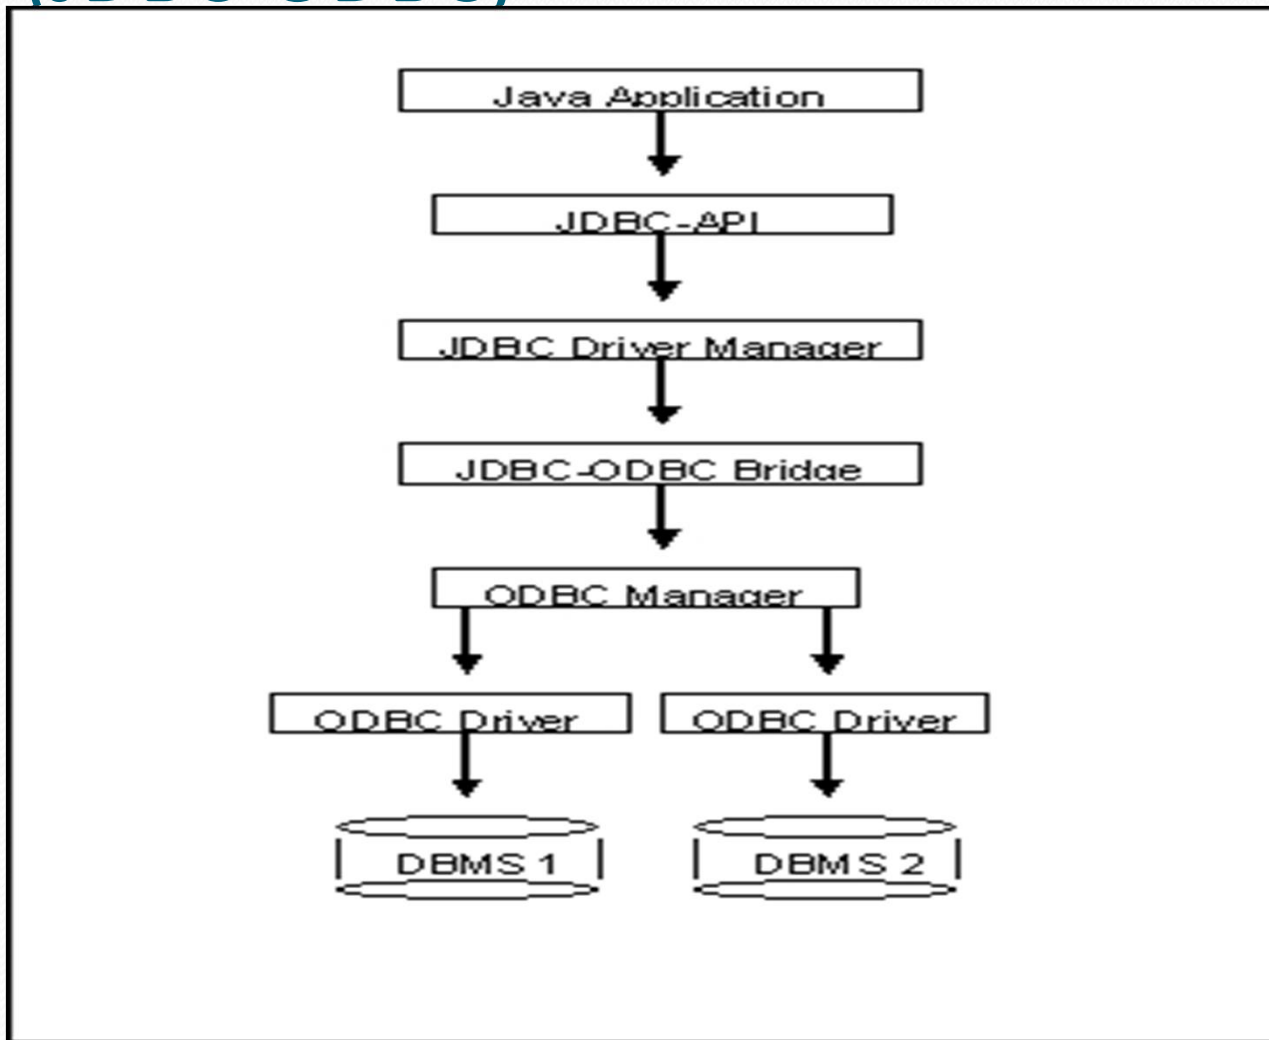 Java Application
JDBC-API
JDBC Driver Manager
JDBC-ODBC Bridge
ODBC Manager
ODBC Driver ODBC Driver
DBMS 1 DBMS 2